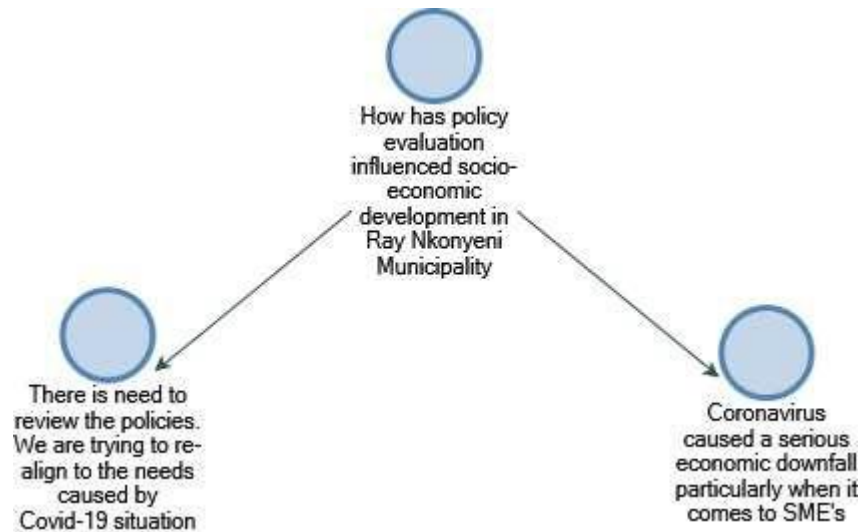 How has policy
evaluation
influenced socio-
economic
development in
Ray Nkonyeni
Municipality
There is need to
review the policies.
We are trying to re-
align to the needs
caused by
Covid-19 situation
Coronavirus
caused a serious
economic downfall
particularly when it
comes to SME's